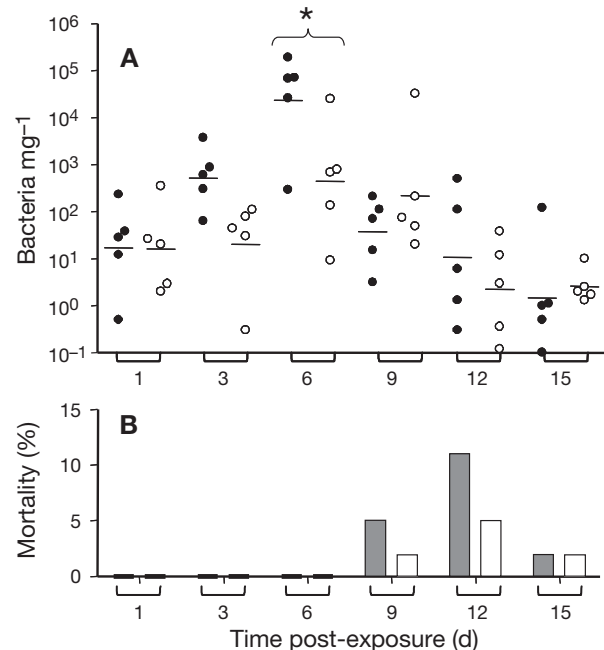 A
*
Bacteria mg⁻¹
10⁶
10⁵
10⁴
10³
10²
10¹
10⁰
10⁻¹
1 3 6 9 12 15
B
Mortality (%)
15
10
5
0
1 3 6 9 12 15
Time post-exposure (d)